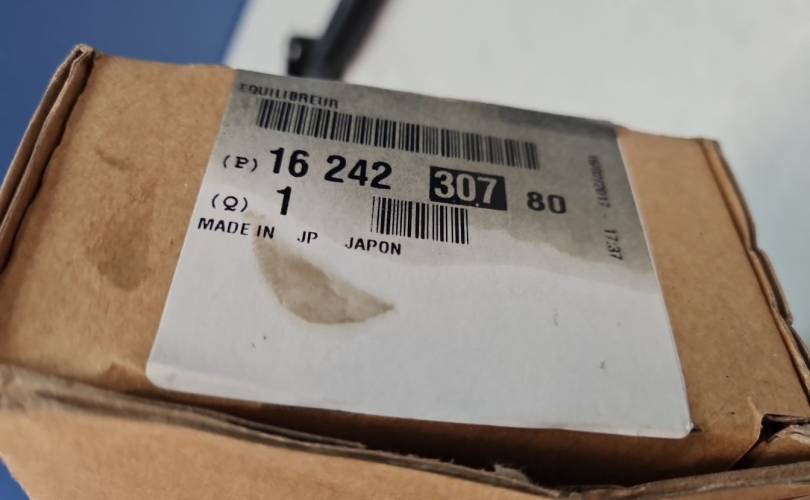 EQUILIBREUR
(P) 16 242 307 80
(Q) 1
MADE IN JP JAPON